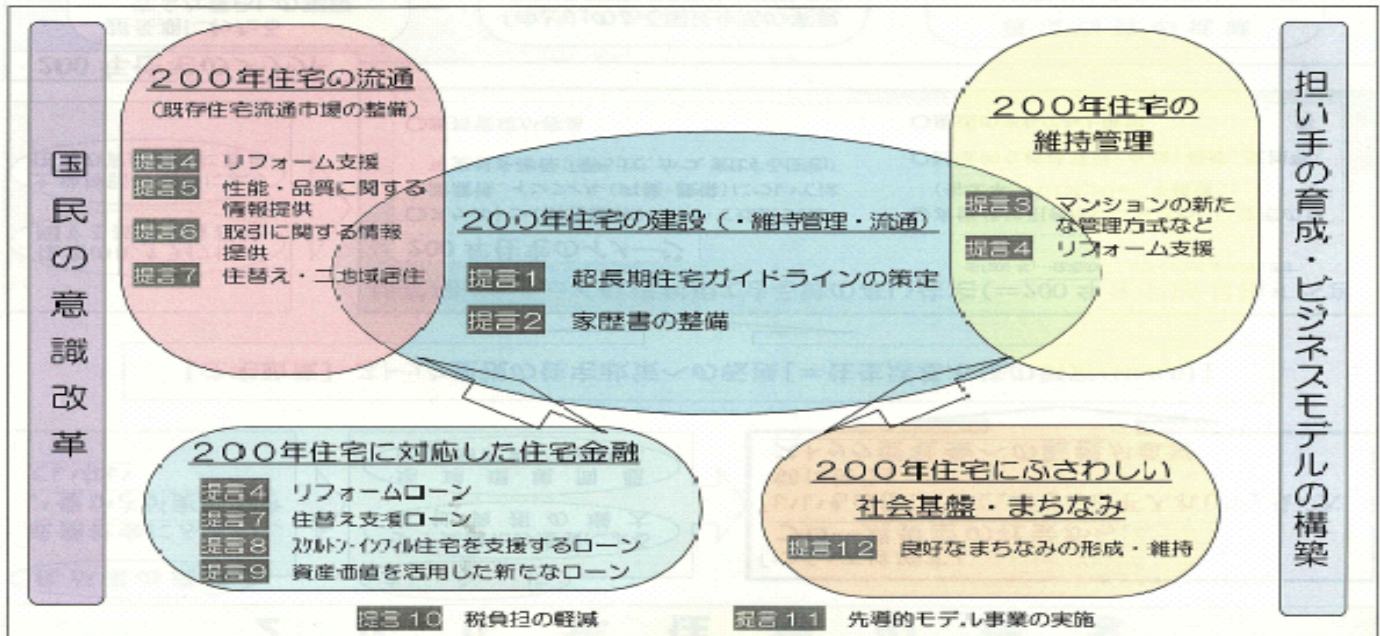 国民の意識改革
200年住宅の流通
(既存住宅流通市場の整備)
提言4 リフォーム支援
提言5 性能・品質に関する
情報提供
提言6 取引に関する情報
提供
提言7 住替え・二地域居住
200年住宅の建設(・維持管理・流通)
提言1 超長期住宅ガイドラインの策定
提言2 家歴書の整備
200年住宅の
維持管理
提言3 マンションの新た
な管理方式など
提言4 リフォーム支援
担い手の育成・ビジネスモデルの構築
200年住宅に対応した住宅金融
提言4 リフォームローン
提言7 住替え支援ローン
提言8 スケルトン・インフィル住宅を支援するローン
提言9 資産価値を活用した新たなローン
200年住宅にふさわしい
社会基盤・まちなみ
提言12 良好なまちなみの形成・維持
提言10 税負担の軽減
提言11 先導的モデル事業の実施